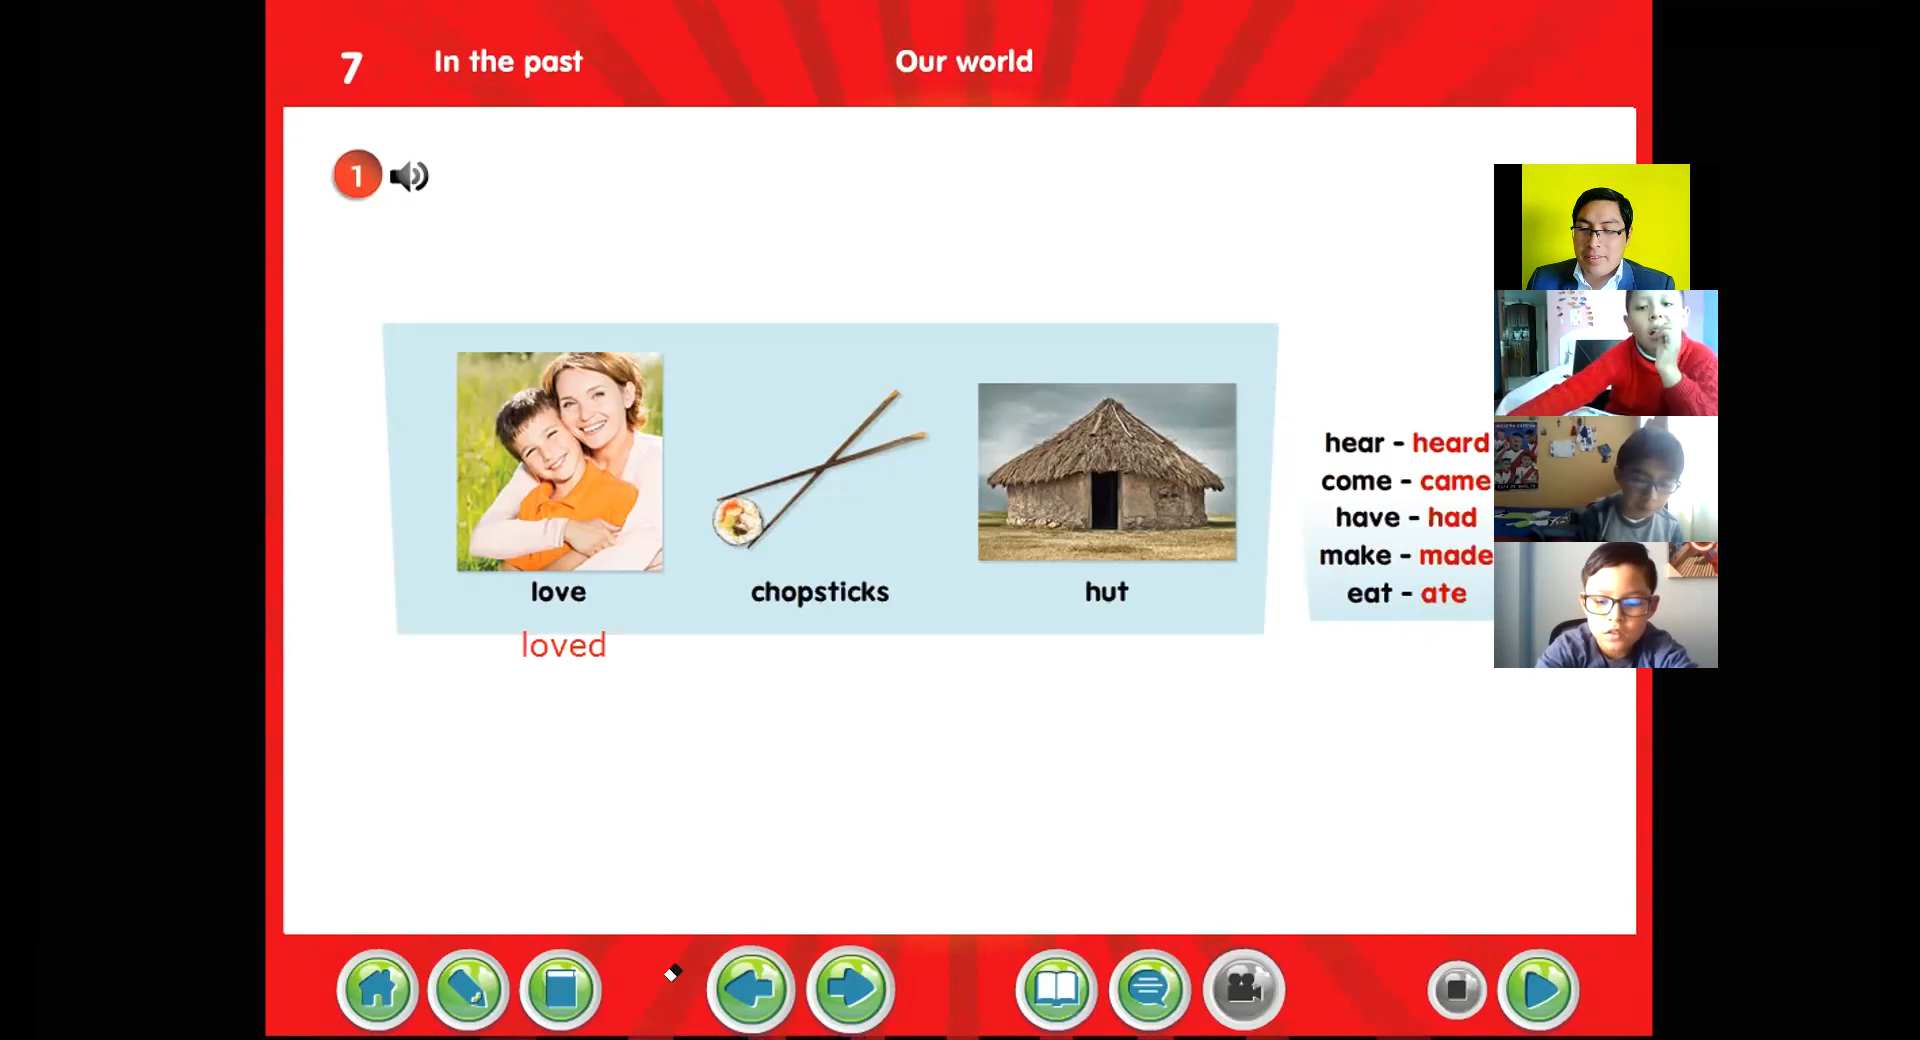 7 In the past Our world
1
love chopsticks hut
loved
hear - heard
come - came
have - had
make - made
eat - ate